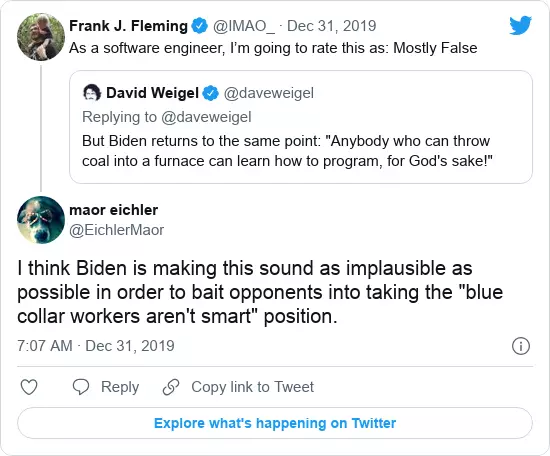 Frank J. Fleming @IMAO_ · Dec 31, 2019
As a software engineer, I'm going to rate this as: Mostly False
David Weigel @daveweigel
Replying to @daveweigel
But Biden returns to the same point: "Anybody who can throw
coal into a furnace can learn how to program, for God's sake!"
maor eichler
@EichlerMaor
I think Biden is making this sound as implausible as
possible in order to bait opponents into taking the "blue
collar workers aren't smart" position.
7:07 AM · Dec 31, 2019
Reply Copy link to Tweet
Explore what's happening on Twitter